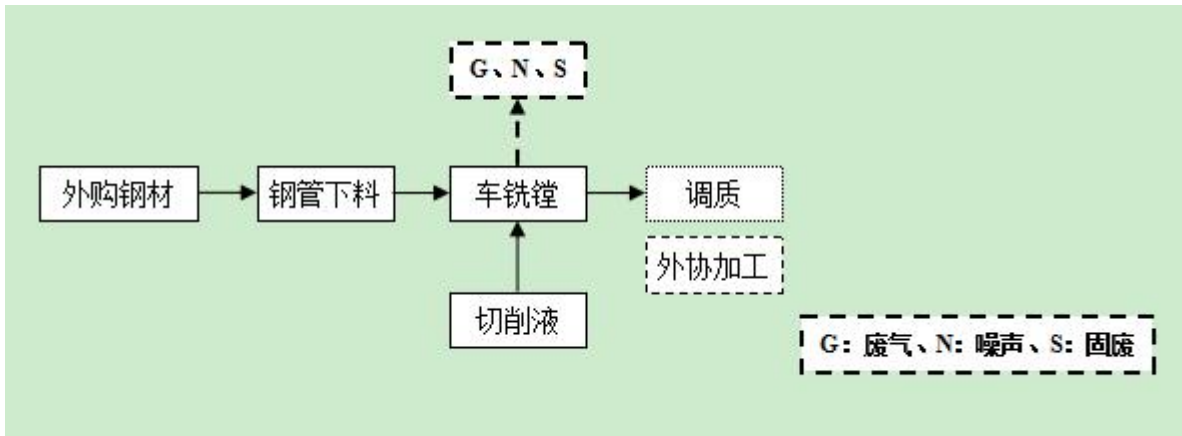 G、N、S
外购钢材
钢管下料
车铣镗
调质
外协加工
切削液
G：废气、N：噪声、S：固废